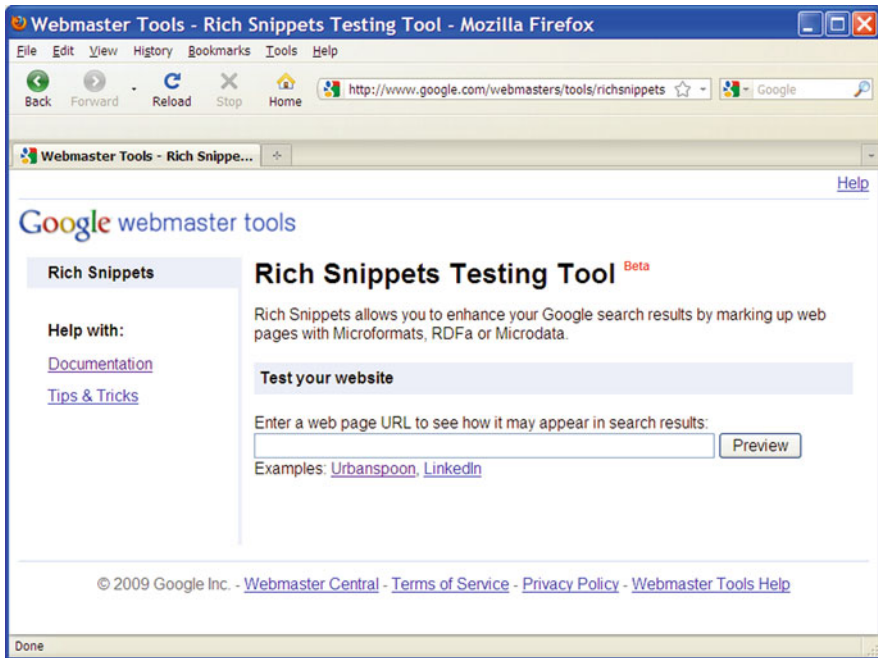 Webmaster Tools - Rich Snippets Testing Tool - Mozilla Firefox
File Edit View History Bookmarks Tools Help
http://www.google.com/webmasters/tools/richsnippets Google
Back Forward Reload Stop Home
Webmaster Tools - Rich Snippe...
Help
Google webmaster tools
Rich Snippets
Help with:
Documentation
Tips & Tricks
Rich Snippets Testing Tool Beta
Rich Snippets allows you to enhance your Google search results by marking up web
pages with Microformats, RDFa or Microdata.
Test your website
Enter a web page URL to see how it may appear in search results:
Preview
Examples: Urbanspoon, LinkedIn
© 2009 Google Inc. - Webmaster Central - Terms of Service - Privacy Policy - Webmaster Tools Help
Done